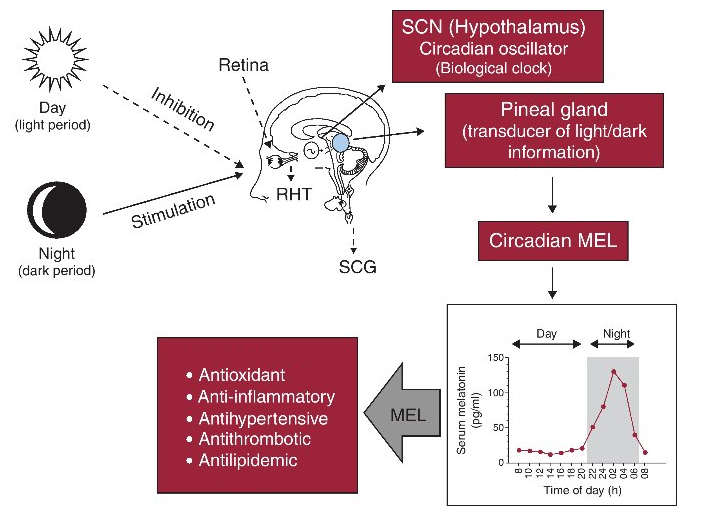 SCN (Hypothalamus)
Circadian oscillator
(Biological clock)
Retina
Day
(light period)
Inhibition
Pineal gland
(transducer of light/dark
information)
RHT
Stimulation
Night
(dark period)
SCG
Circadian MEL
Day
Night
Serum melatonin
(pg/ml)
150
100
50
0
8
10
12
14
16
18
20
22
24
02
04
06
08
Time of day (h)
MEL
• Antioxidant
• Anti-inflammatory
• Antihypertensive
• Antithrombotic
• Antilipidemic